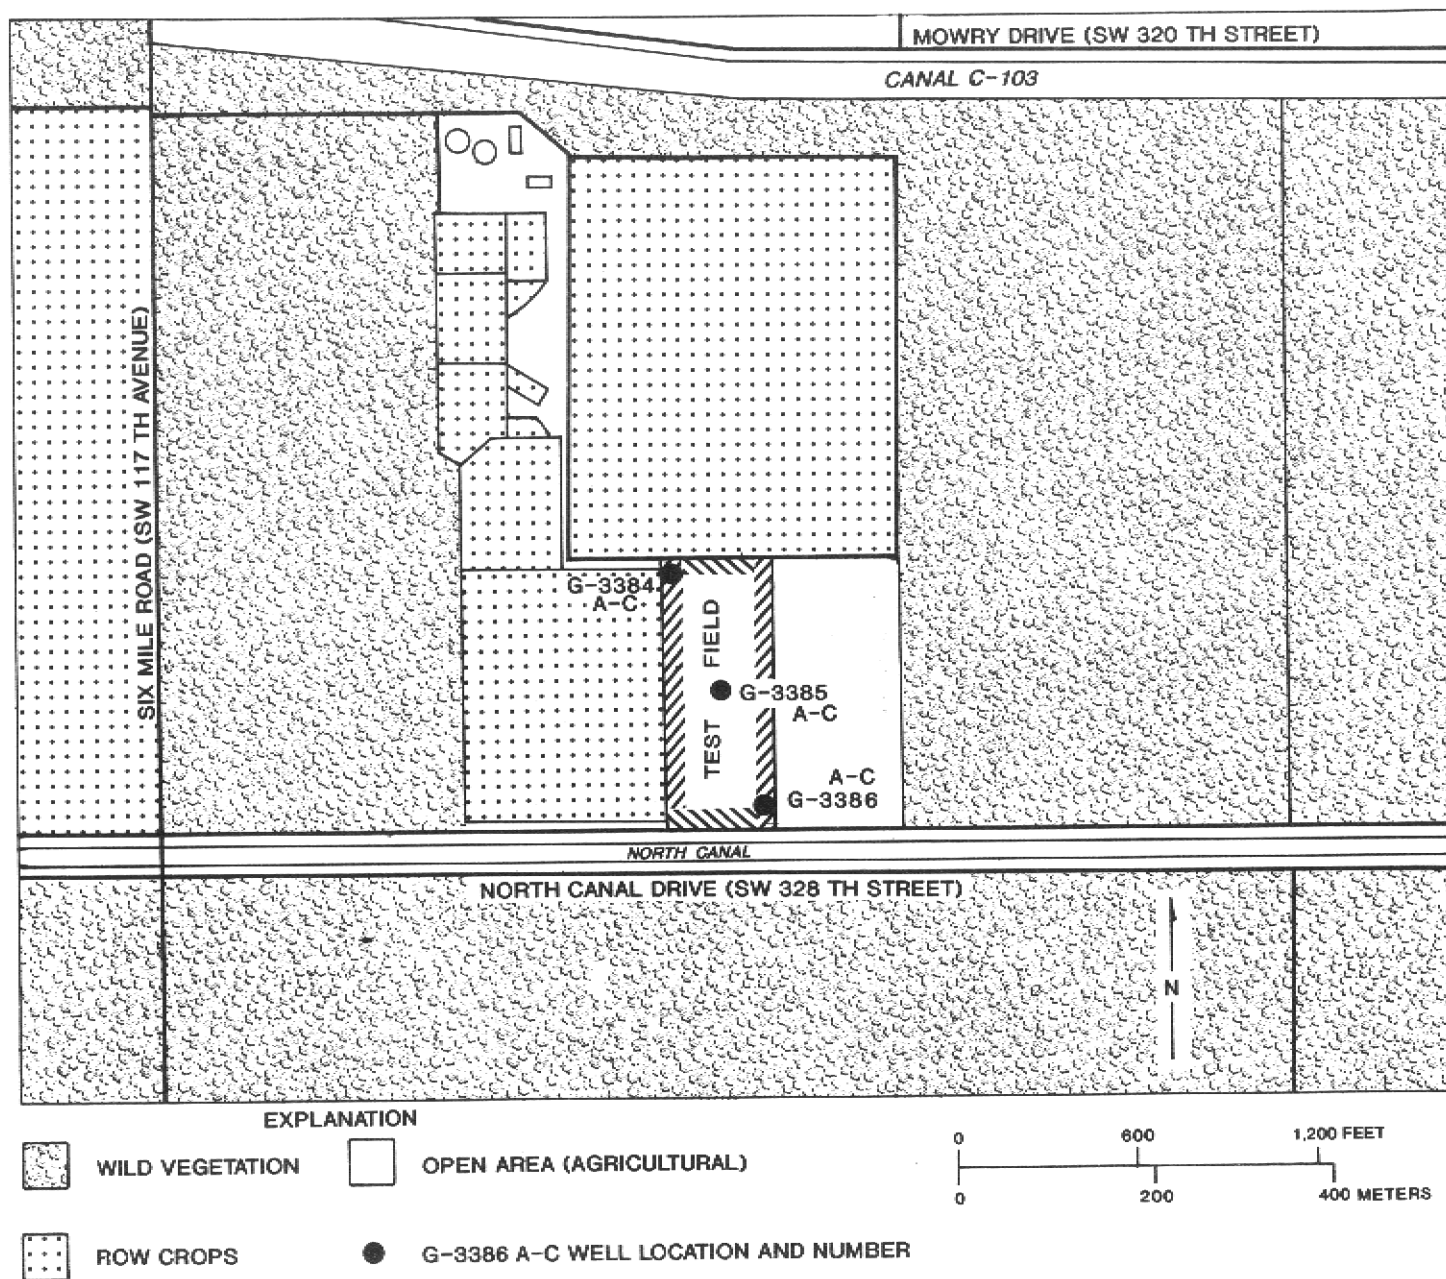 MOWRY DRIVE (SW 320 TH STREET)
CANAL C-103
SIX MILE ROAD (SW 117 TH AVENUE)
G-3384
A-C
TEST FIELD
G-3385
A-C
A-C
G-3386
NORTH CANAL
NORTH CANAL DRIVE (SW 328 TH STREET)
N
EXPLANATION
WILD VEGETATION
OPEN AREA (AGRICULTURAL)
ROW CROPS
G-3386 A-C WELL LOCATION AND NUMBER
0 600 1,200 FEET
0 200 400 METERS